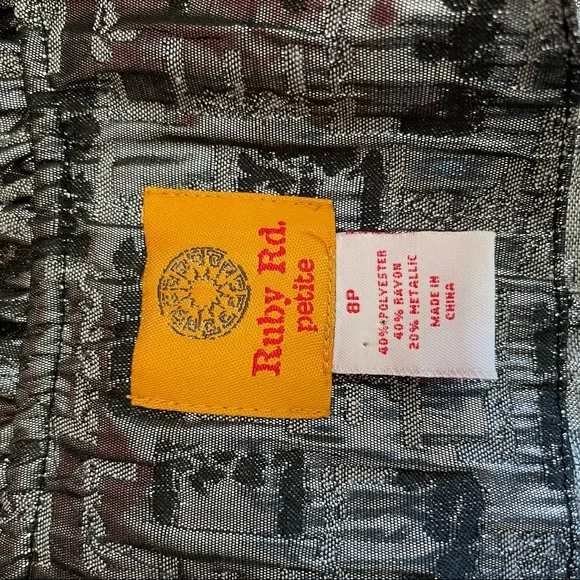 Ruby Rd.
petite
8P
40% POLYESTER
40% RAYON
20% METALLIC
MADE IN
CHINA